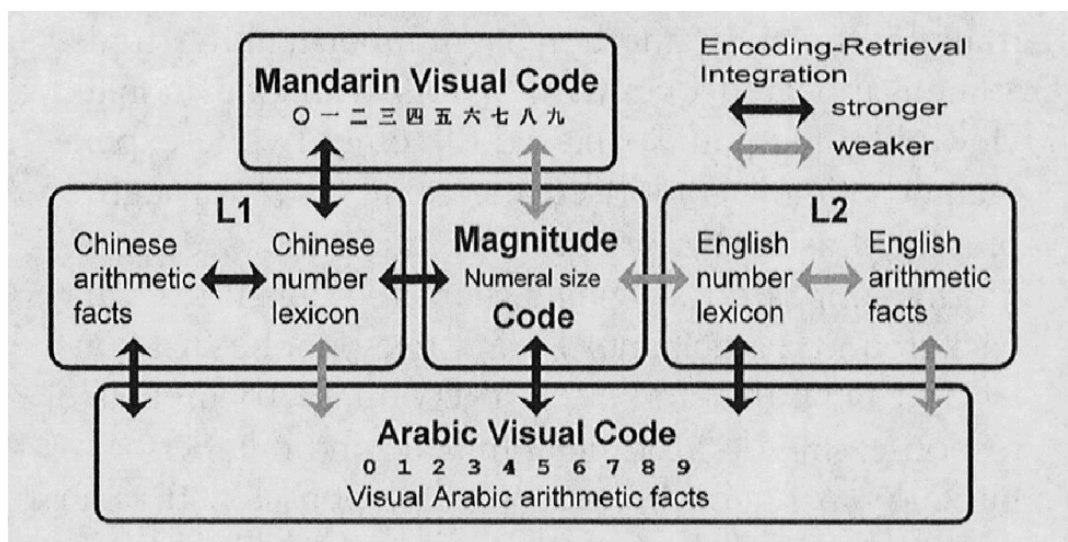 Encoding-Retrieval
Integration
stronger
weaker
Mandarin Visual Code
〇 一 二 三 四 五 六 七 八 九
L1
Chinese
arithmetic
facts
Chinese
number
lexicon
Magnitude
Numeral size
Code
L2
English
number
lexicon
English
arithmetic
facts
Arabic Visual Code
0 1 2 3 4 5 6 7 8 9
Visual Arabic arithmetic facts